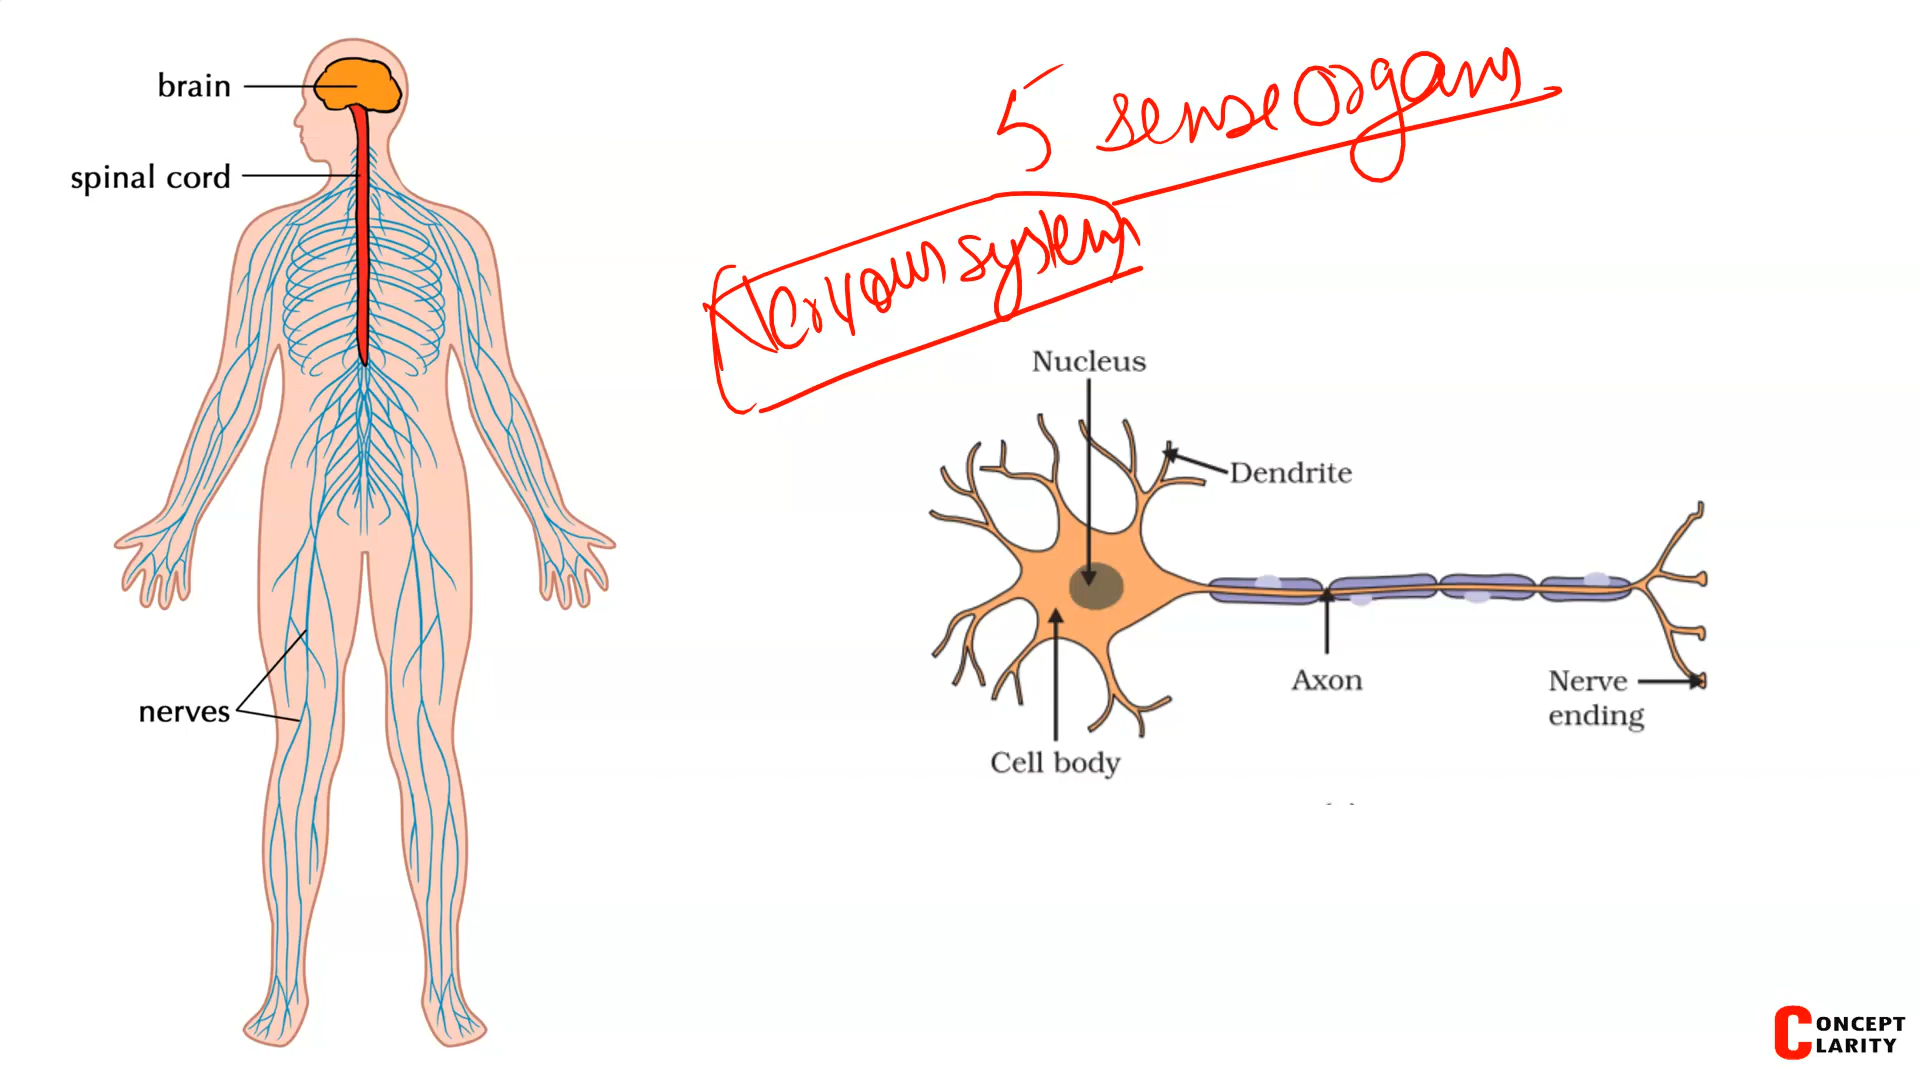 brain
spinal cord
nerves
5 sense organs
Nervous system
Nucleus
Dendrite
Axon
Nerve
ending
Cell body
CONCEPT
CLARITY